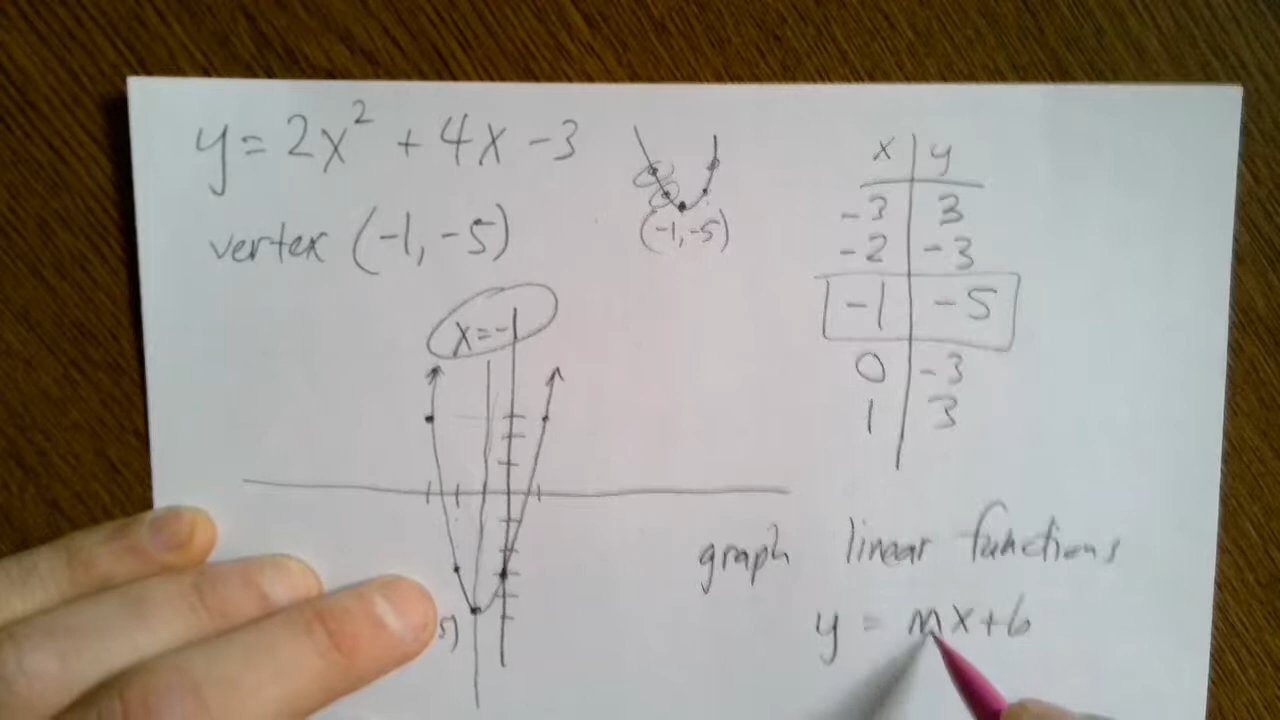 y = 2x² + 4x - 3
vertex (-1, -5)
(-1, -5)
x | y
-3 | 3
-2 | -3
-1 | -5
0 | -3
1 | 3
x = -1
5)
graph linear functions
y = mx + b